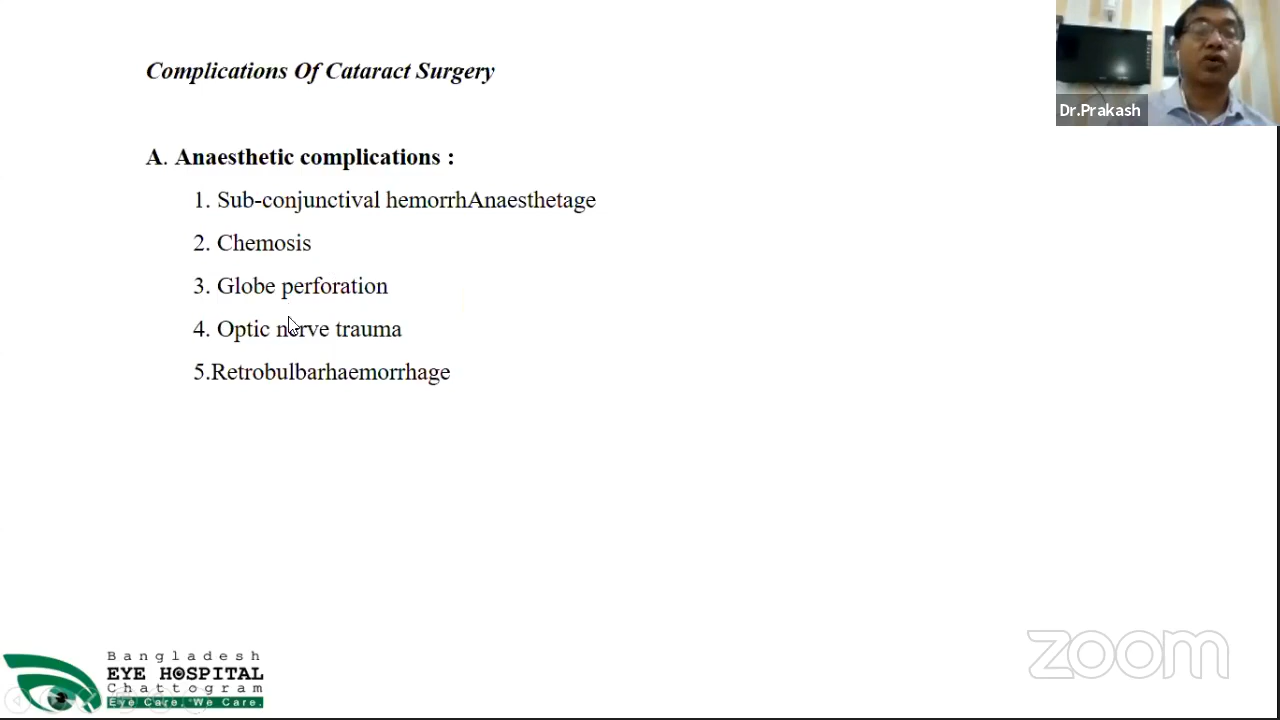 Complications Of Cataract Surgery
Dr.Prakash
A. Anaesthetic complications :
1. Sub-conjunctival hemorrhAnaesthetage
2. Chemosis
3. Globe perforation
4. Optic nerve trauma
5.Retrobulbarhaemorrhage
zoom
Bangladesh
EYE HOSPITAL
Chattogram
Eye Care, We Care.